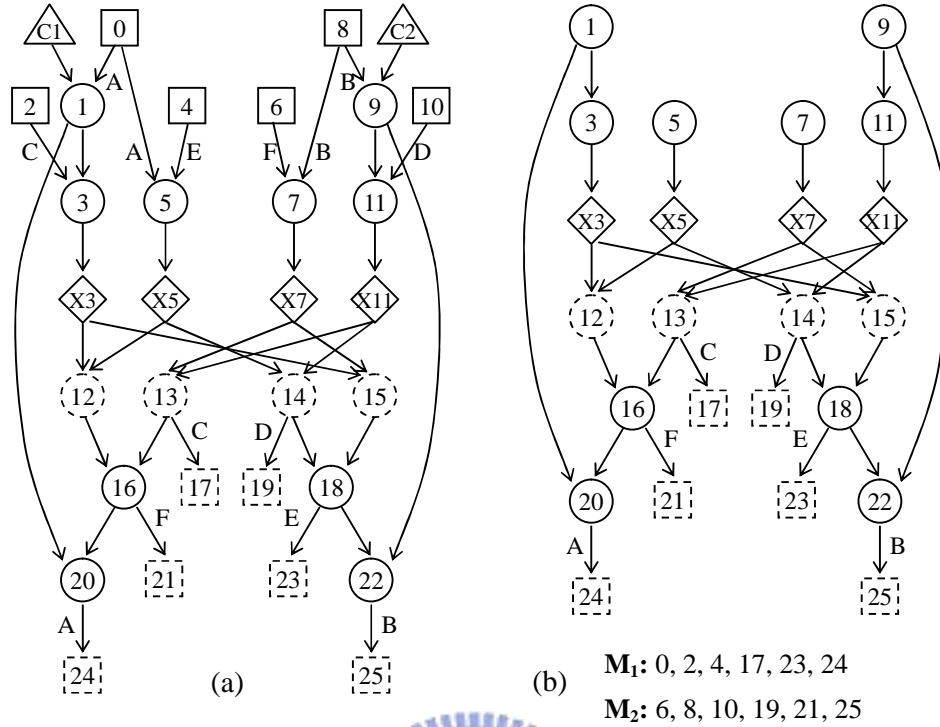 C1 0 8 C2 1 9
A B
2 1 4 6 9 10 3 5 7 11
C A E F B D
3 5 7 11
X3 X5 X7 X11 X3 X5 X7 X11
12 13 14 15 12 13 14 15
C D C D
16 17 19 18 16 17 19 18
F E F E
20 21 23 22 20 21 23 22
A B A B
24 25 24 25
(a) (b) M₁: 0, 2, 4, 17, 23, 24
M₂: 6, 8, 10, 19, 21, 25